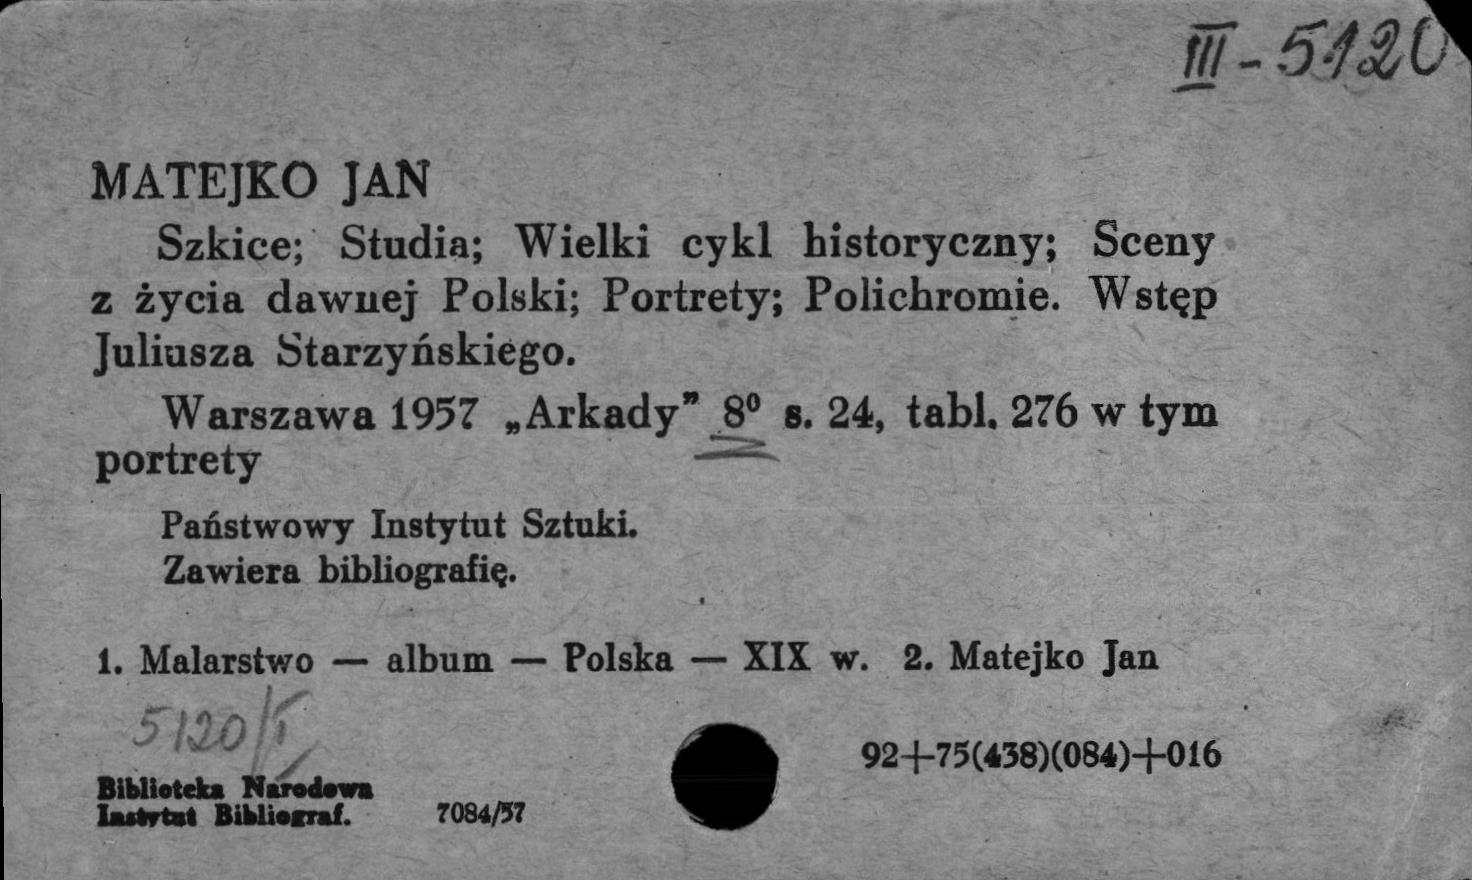 III - 5120
MATEJKO JAN
Szkice; Studia; Wielki cykl historyczny; Sceny
z życia dawnej Polski; Portrety; Polichromie. Wstęp
Juliusza Starzyńskiego.
Warszawa 1957 „Arkady” 8⁰ s. 24, tabl. 276 w tym
portrety
Państwowy Instytut Sztuki.
Zawiera bibliografię.
1. Malarstwo — album — Polska — XIX w. 2. Matejko Jan
5120/I
92+75(438)(084)+016
Biblioteka Narodowa
Instytut Bibliograf. 7084/57